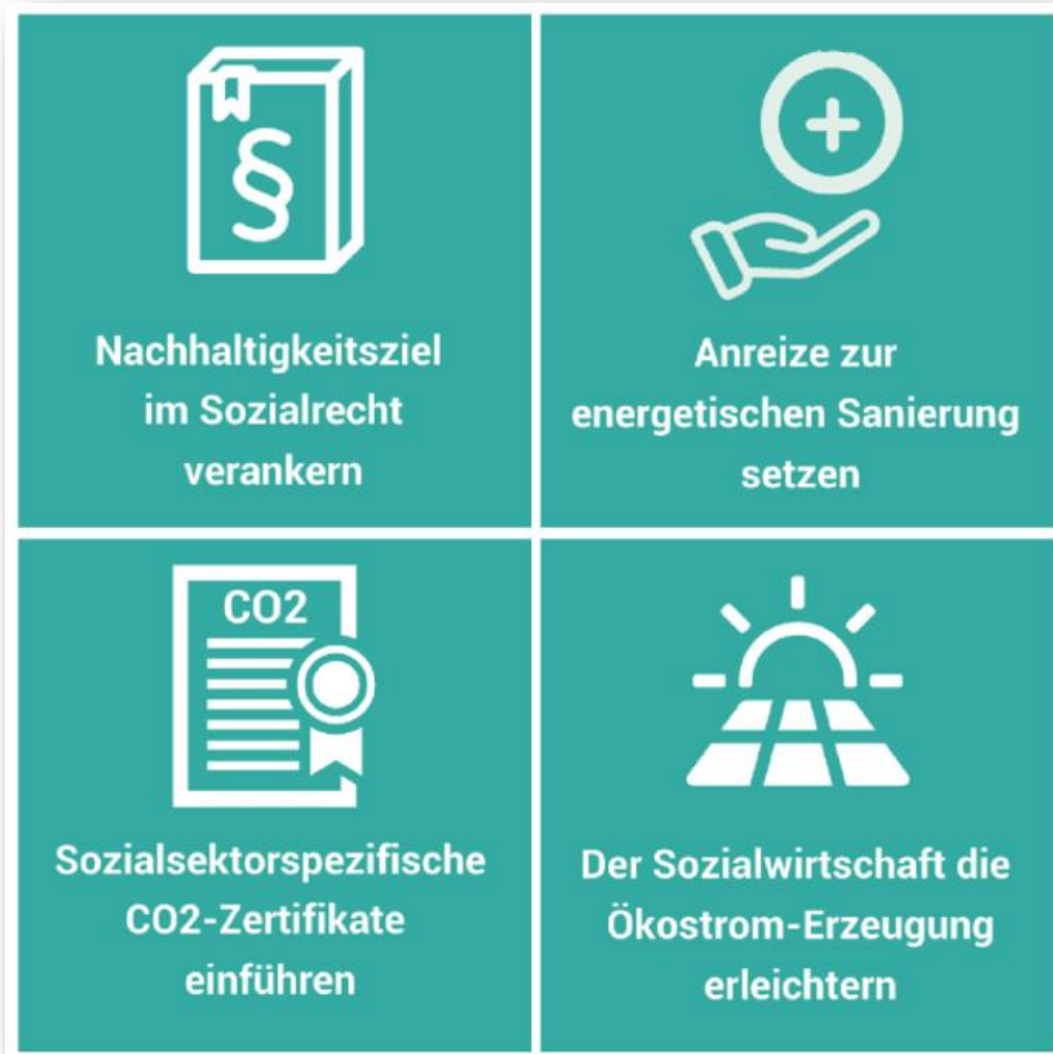 §
Nachhaltigkeitsziel
im Sozialrecht
verankern
Anreize zur
energetischen Sanierung
setzen
CO2
Sozialsektorspezifische
CO2-Zertifikate
einführen
Der Sozialwirtschaft die
Ökostrom-Erzeugung
erleichtern